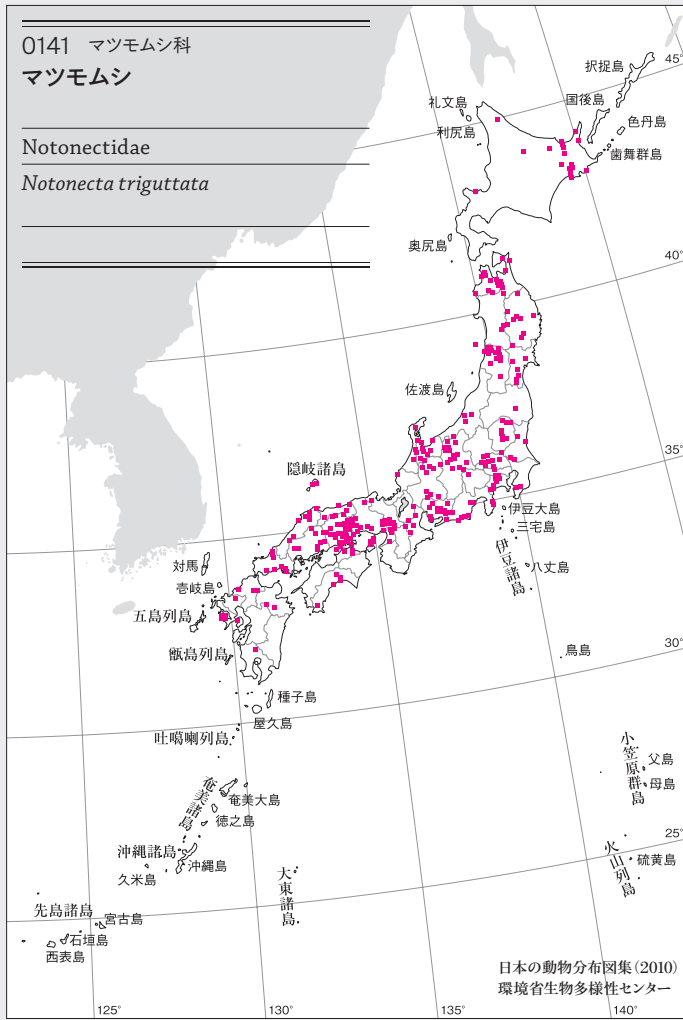 0141 マツモムシ科
マツモムシ
Notonectidae
Notonecta triguttata
45°
択捉島
国後島
礼文島
色丹島
利尻島
歯舞群島
奥尻島
40°
佐渡島
35°
隠岐諸島
伊豆大島
三宅島
伊豆諸島
八丈島
対馬
壱岐島
五島列島
甑島列島
鳥島
30°
種子島
屋久島
吐噶喇列島
小笠原群島
父島
母島
奄美諸島
奄美大島
徳之島
25°
沖縄諸島
沖縄島
久米島
火山列島
硫黄島
大東諸島
先島諸島
宮古島
石垣島
西表島
日本の動物分布図集(2010)
環境省生物多様性センター
125°
130°
135°
140°